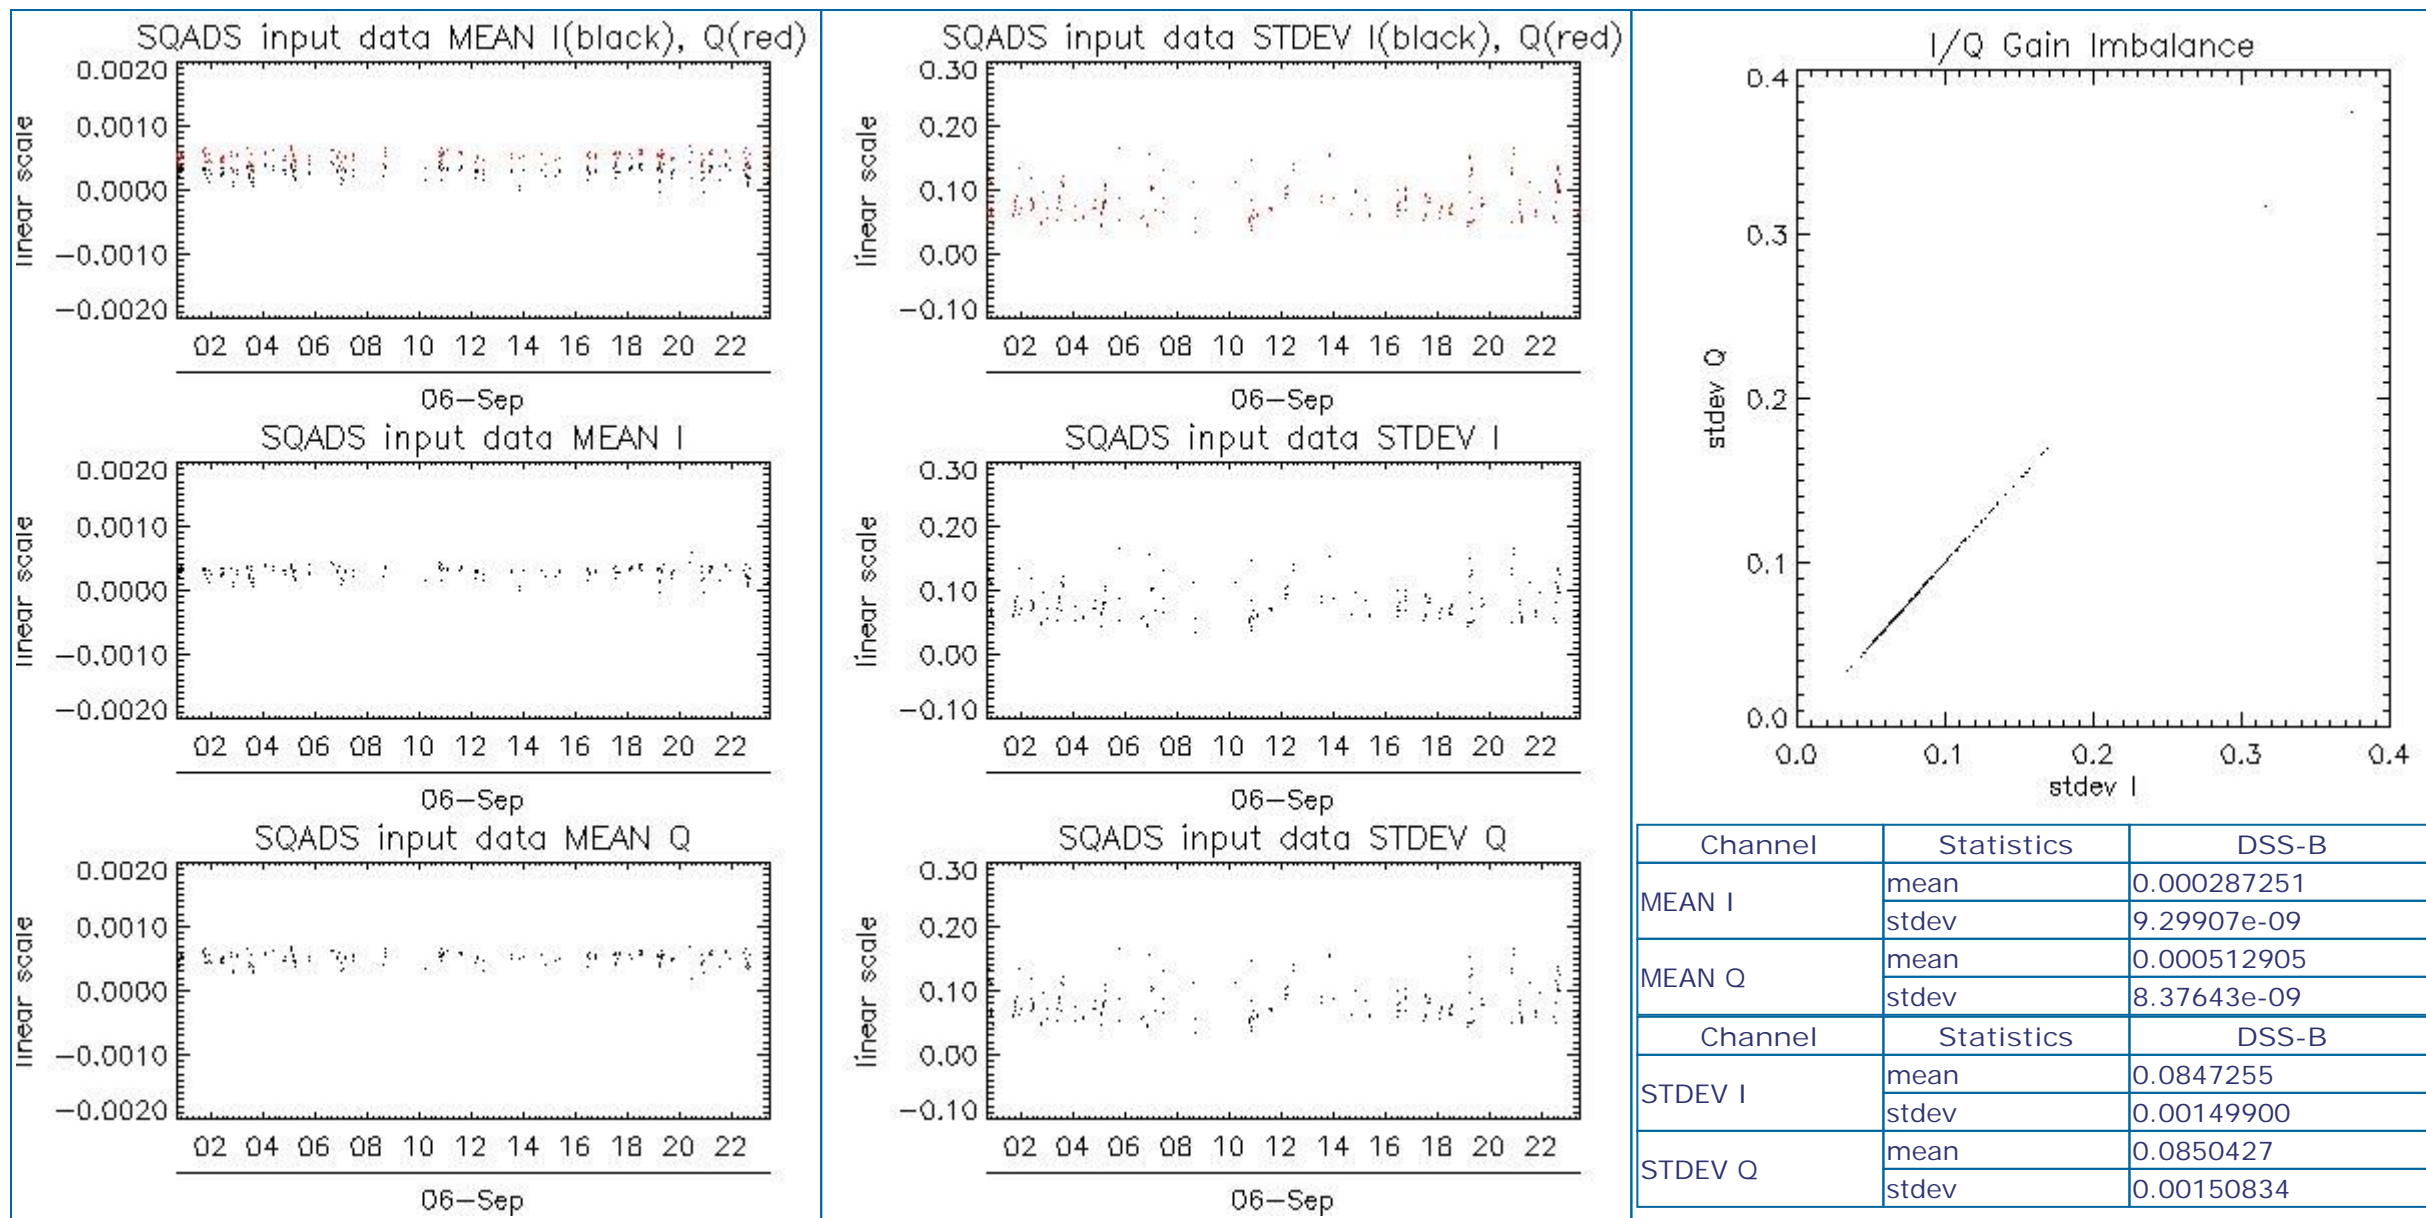 SQADS input data MEAN I(black), Q(red)
0.0020
0.0010
0.0000
−0.0010
−0.0020
linear scale
02 04 06 08 10 12 14 16 18 20 22
06−Sep
SQADS input data MEAN I
0.0020
0.0010
0.0000
−0.0010
−0.0020
linear scale
02 04 06 08 10 12 14 16 18 20 22
06−Sep
SQADS input data MEAN Q
0.0020
0.0010
0.0000
−0.0010
−0.0020
linear scale
02 04 06 08 10 12 14 16 18 20 22
06−Sep
SQADS input data STDEV I(black), Q(red)
0.30
0.20
0.10
0.00
−0.10
linear scale
02 04 06 08 10 12 14 16 18 20 22
06−Sep
SQADS input data STDEV I
0.30
0.20
0.10
0.00
−0.10
linear scale
02 04 06 08 10 12 14 16 18 20 22
06−Sep
SQADS input data STDEV Q
0.30
0.20
0.10
0.00
−0.10
linear scale
02 04 06 08 10 12 14 16 18 20 22
06−Sep
I/Q Gain Imbalance
0.4
0.3
0.2
0.1
0.0
stdev Q
0.0 0.1 0.2 0.3 0.4
stdev I
Channel Statistics DSS-B
MEAN I mean 0.000287251
stdev 9.29907e-09
MEAN Q mean 0.000512905
stdev 8.37643e-09
Channel Statistics DSS-B
STDEV I mean 0.0847255
stdev 0.00149900
STDEV Q mean 0.0850427
stdev 0.00150834